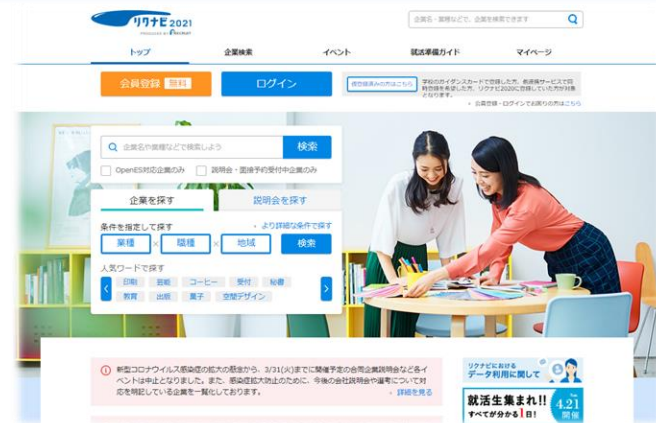 リクナビ2021
PRODUCED BY RECRUIT
企業名・業種などで、企業を検索できます
トップ
企業検索
イベント
就活準備ガイド
マイページ
会員登録 無料
ログイン
仮登録済みの方はこちら
学校のガイダンスカードで登録した方、他連携サービスで同
時登録を希望した方、リクナビ2020に登録していた方が対象
となります。
会員登録・ログインでお困りの方はこちら
企業名や業種などで検索しよう
検索
OpenES対応企業のみ
説明会・面接予約受付中企業のみ
企業を探す
説明会を探す
条件を指定して探す
より詳細な条件で探す
業種 × 職種 × 地域
検索
人気ワードで探す
印刷 芸能 コーヒー 受付 秘書
教育 出版 菓子 空間デザイン
新型コロナウイルス感染症の拡大の懸念から、3/31(火)までに開催予定の合同企業説明会など各イ
ベントは中止となりました。また、感染症拡大防止のために、今後の会社説明会や選考について対
応を明記している企業を一覧化しております。
詳細を見る
リクナビにおける
データ利用に関して
就活生集まれ!!
すべてが分かる1日!
4.21
開催